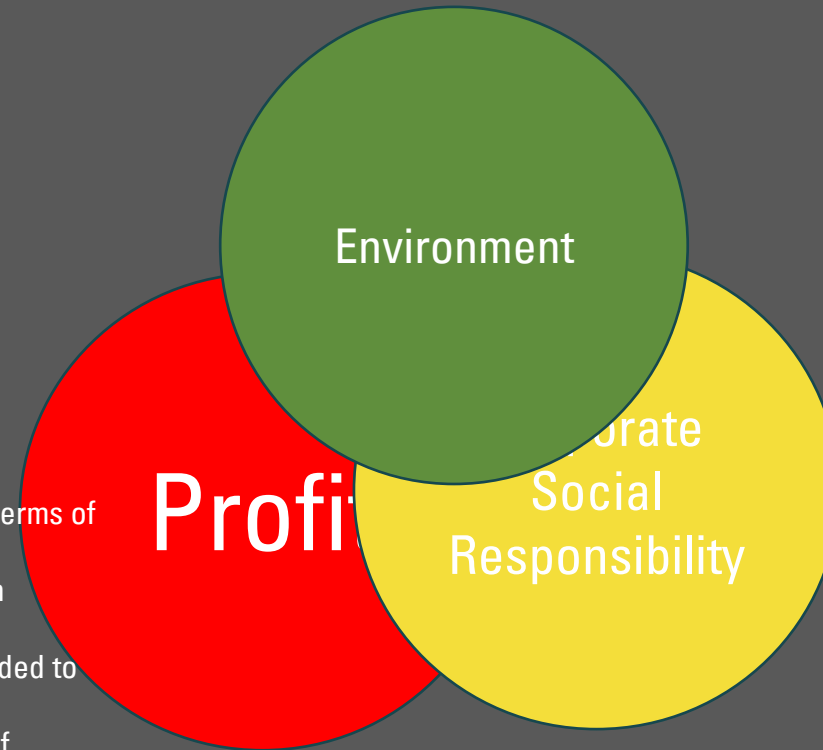 Environment
orate
Social
Responsibility
Profi
erms of
ded to
f